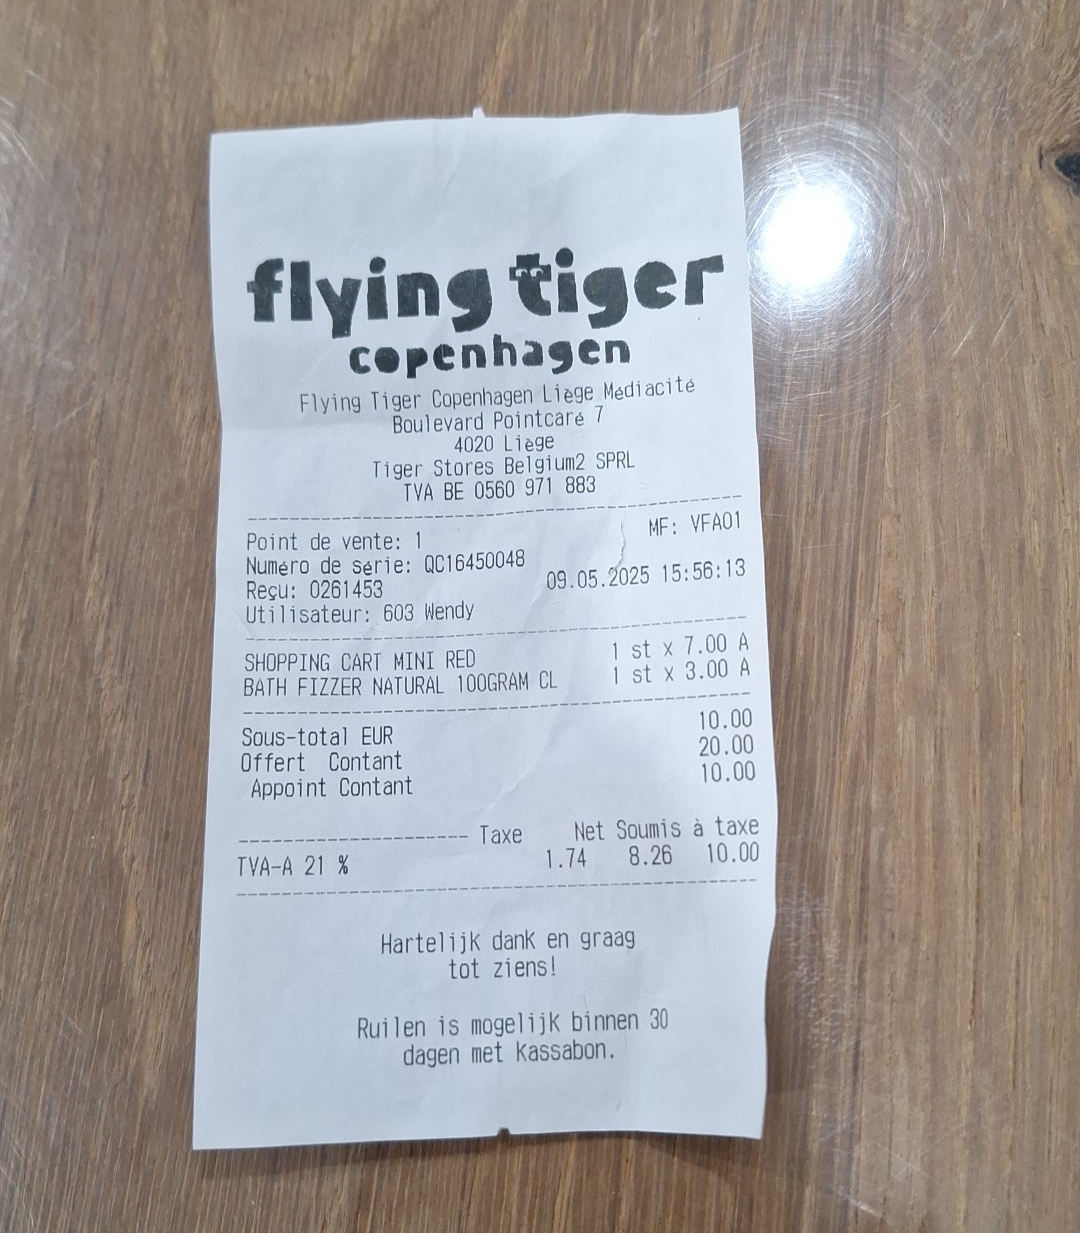 flying tiger
copenhagen
Flying Tiger Copenhagen Liège Médiacité
Boulevard Pointcaré 7
4020 Liège
Tiger Stores Belgium2 SPRL
TVA BE 0560 971 883
Point de vente: 1 MF: VFA01
Numéro de série: QC16450048
Reçu: 0261453 09.05.2025 15:56:13
Utilisateur: 603 Wendy
SHOPPING CART MINI RED 1 st x 7.00 A
BATH FIZZER NATURAL 100GRAM CL 1 st x 3.00 A
Sous-total EUR 10.00
Offert Contant 20.00
Appoint Contant 10.00
Taxe Net Soumis à taxe
TVA-A 21 % 1.74 8.26 10.00
Hartelijk dank en graag
tot ziens!
Ruilen is mogelijk binnen 30
dagen met kassabon.